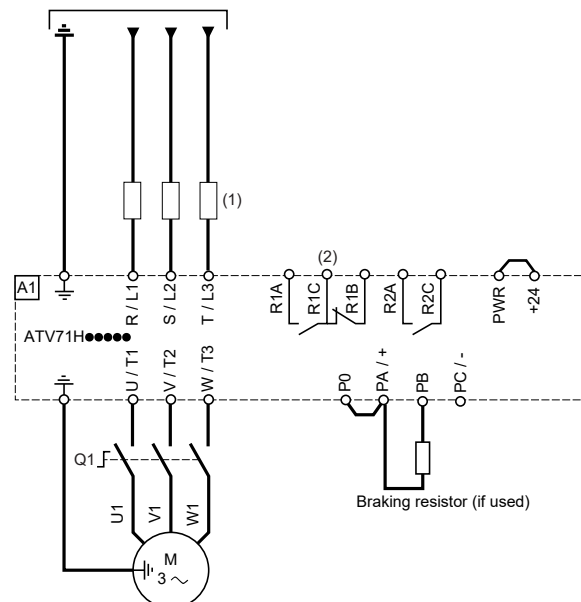 (1)
(2)
A1
R / L1
S / L2
T / L3
R1A
R1C
R1B
R2A
R2C
PWR
+24
ATV71H●●●●●
U / T1
V / T2
W / T3
P0
PA / +
PB
PC / -
Q1
U1
V1
W1
Braking resistor (if used)
M
3 ~